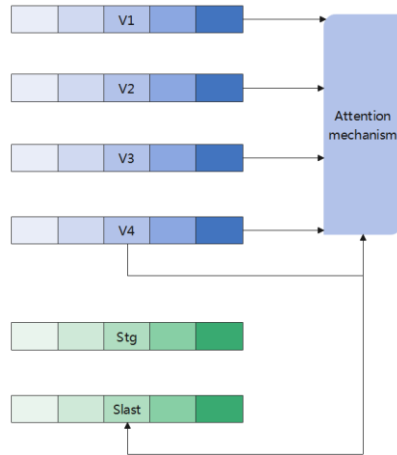 V1
V2
Attention
mechanism
V3
V4
Stg
Slast